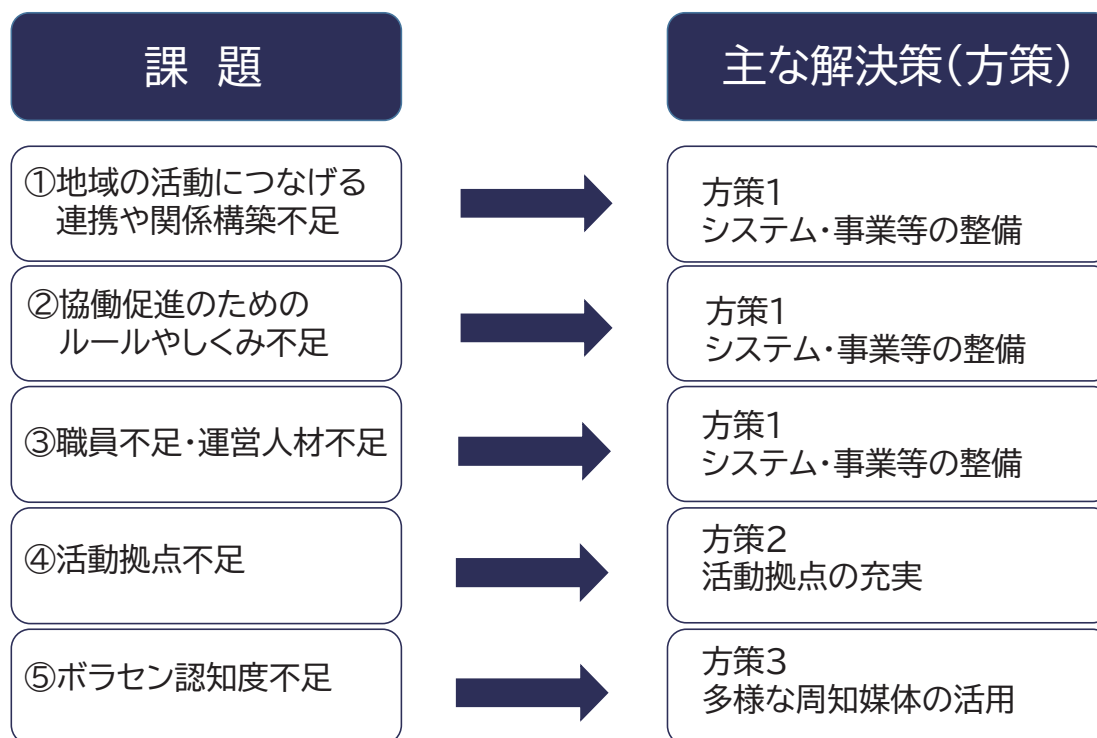 課 題
主な解決策(方策)
①地域の活動につなげる
連携や関係構築不足
方策1
システム・事業等の整備
②協働促進のための
ルールやしくみ不足
方策1
システム・事業等の整備
③職員不足・運営人材不足
方策1
システム・事業等の整備
④活動拠点不足
方策2
活動拠点の充実
⑤ボラセン認知度不足
方策3
多様な周知媒体の活用